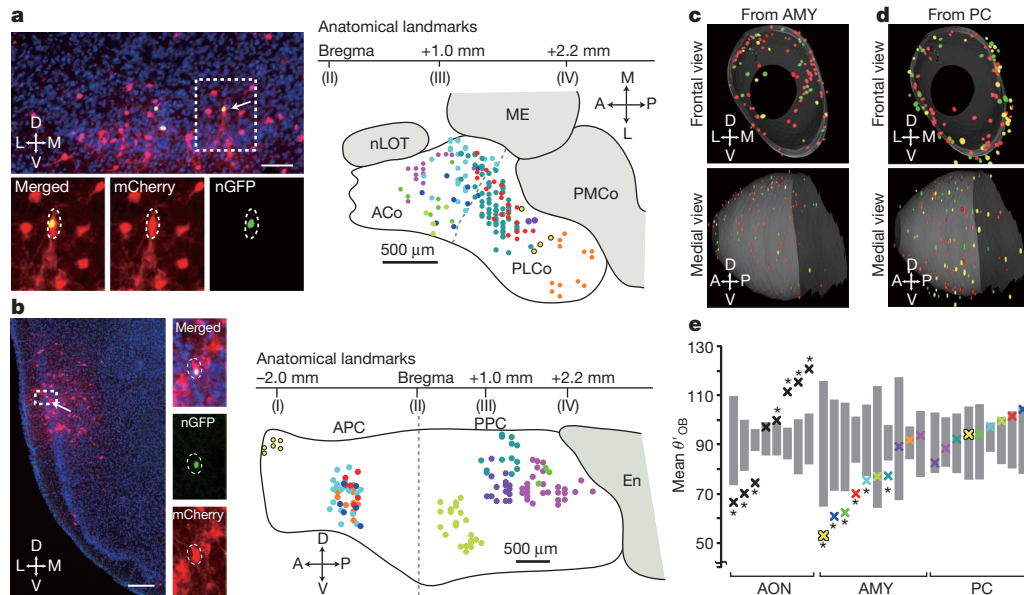 a
D
L M
V
Merged
mCherry
nGFP
Anatomical landmarks
Bregma +1.0 mm +2.2 mm
(II) (III) (IV)
M
A P
L
ME
nLOT
PMCo
ACo
PLCo
500 μm
b
Merged
nGFP
mCherry
D
L M
V
Anatomical landmarks
−2.0 mm Bregma +1.0 mm +2.2 mm
(I) (II) (III) (IV)
APC PPC
En
D
A P
V
500 μm
c
From AMY
Frontal view
D
L M
V
Medial view
D
A P
V
d
From PC
Frontal view
D
L M
V
Medial view
D
A P
V
e
Mean θ′OB
130
110
90
70
50
AON AMY PC